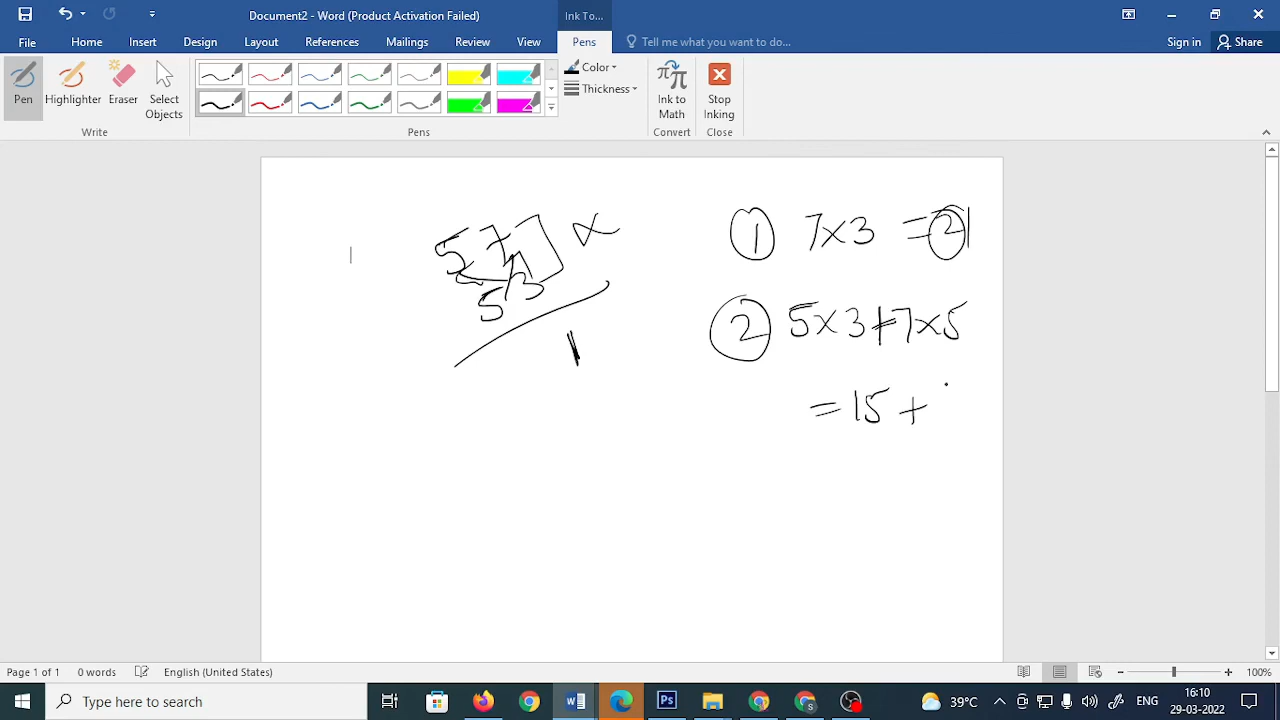 Document2 - Word (Product Activation Failed)
Ink To...
File Home Insert Design Layout References Mailings Review View Pens Tell me what you want to do... Sign in Share
Pen Highlighter Eraser Select Objects
Color
Thickness
Ink to Math
Stop Inking
Write Pens Convert Close
57 ×
53
1
1 7×3 = 21
2 5×3+7×5
= 15 +
Page 1 of 1 0 words English (United States) 100%
Type here to search
39°C ENG
16:10
29-03-2022